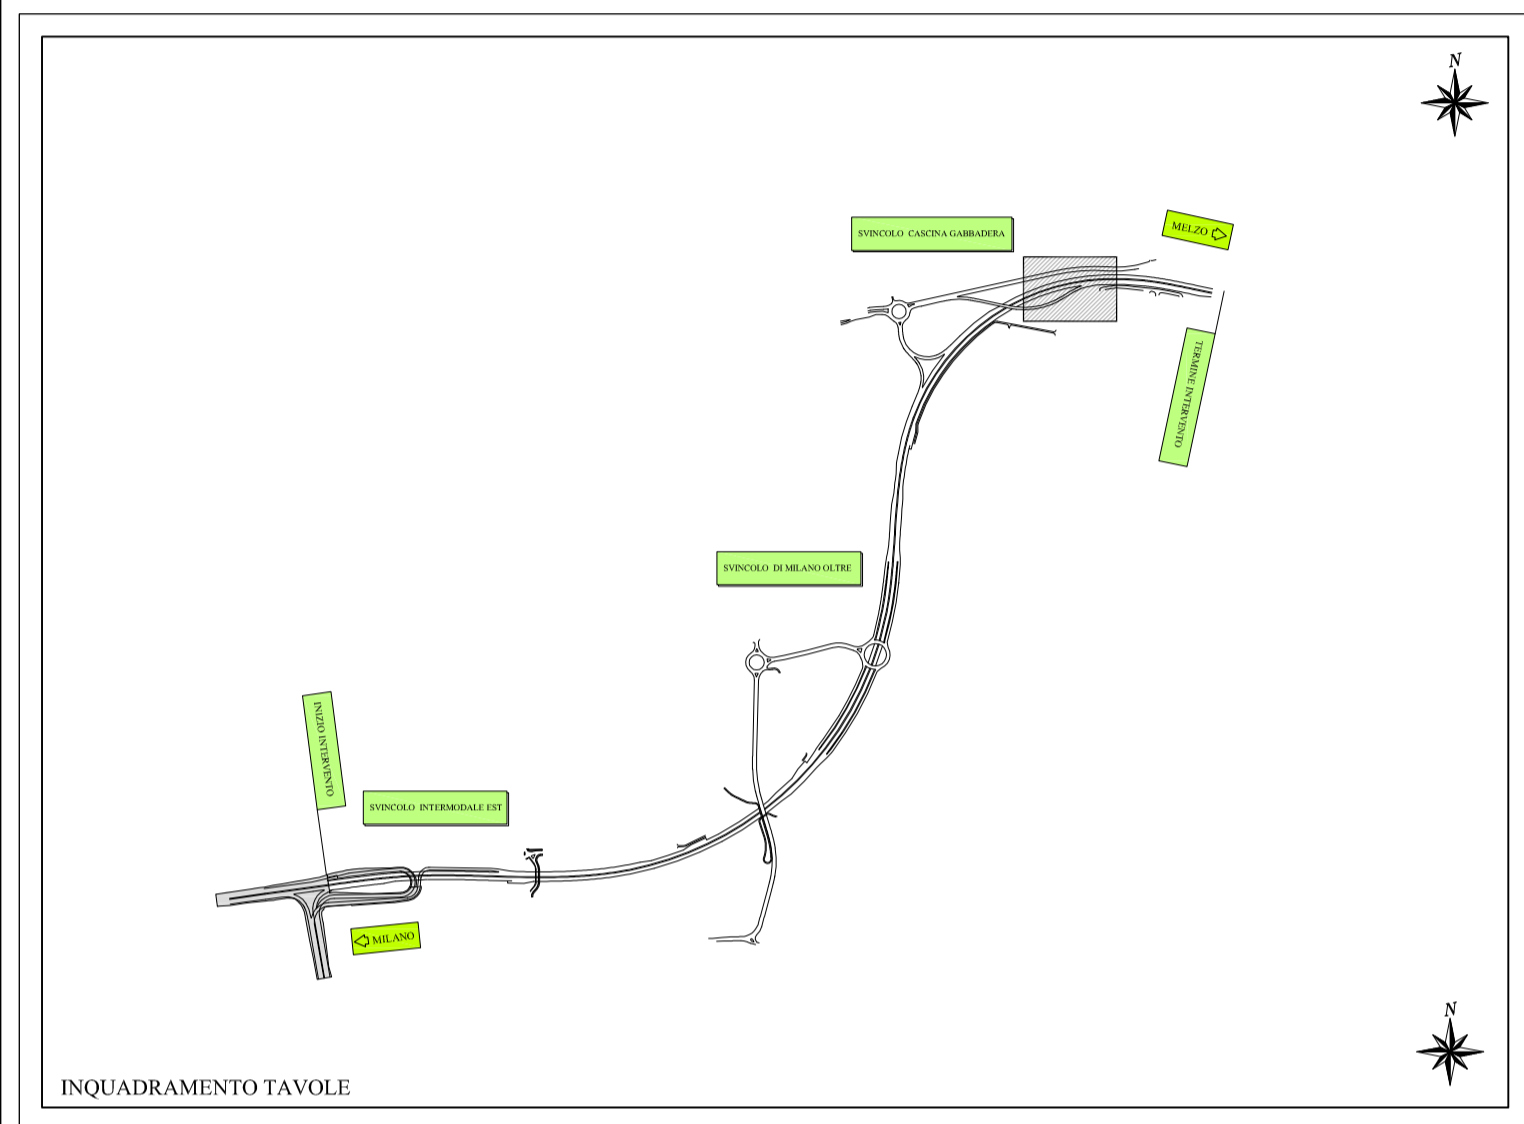 N
MELZO
SVINCOLO CASCINA GABBADERA
TERMINE INTERVENTO
SVINCOLO DI MILANO OLTRE
INIZIO INTERVENTO
SVINCOLO INTERMODALE EST
MILANO
N
INQUADRAMENTO TAVOLE